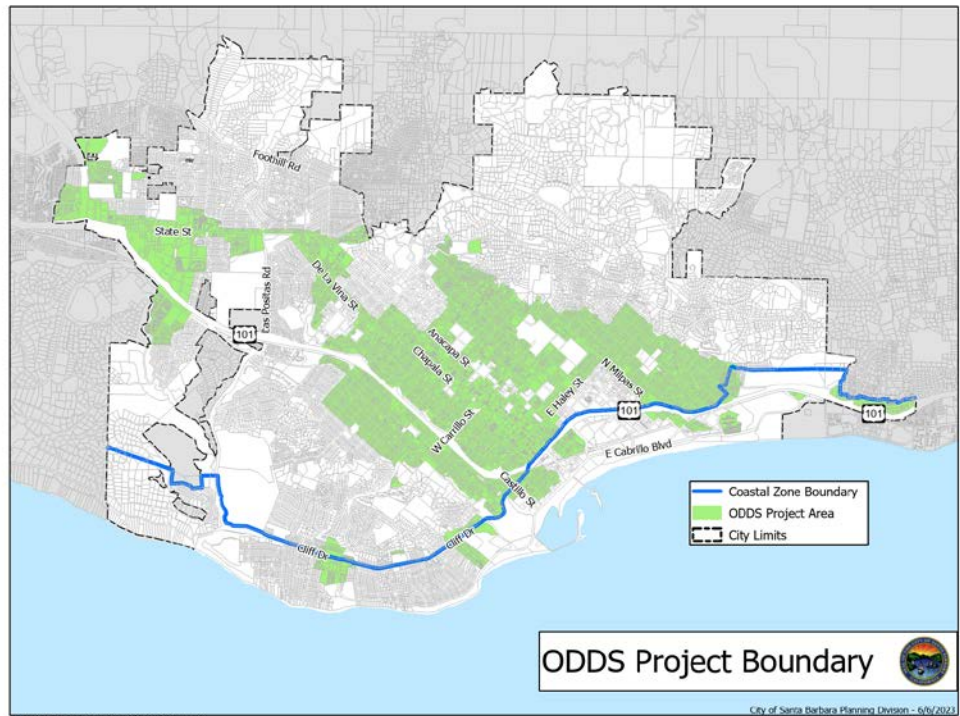 Foothill Rd
State St
Las Positas Rd
De La Vina St
101
Anacapa St
Chapala St
N Milpas St
E Haley St
101
101
W Carrillo St
E Cabrillo Blvd
Castillo St
Cliff Dr
Cliff Dr
Coastal Zone Boundary
ODDS Project Area
City Limits
ODDS Project Boundary
City of Santa Barbara Planning Division - 6/6/2023